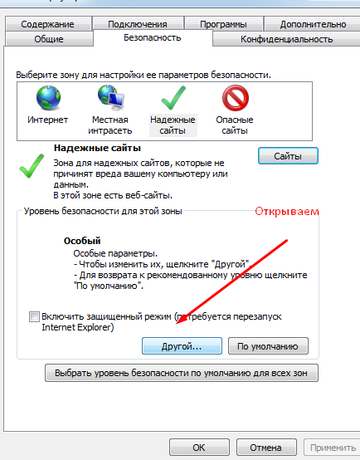 Содержание Подключения Программы Дополнительно
Общие Безопасность Конфиденциальность
Выберите зону для настройки ее параметров безопасности.
Интернет Местная интрасеть Надежные сайты Опасные сайты
Надежные сайты
Сайты
Зона для надежных сайтов, которые не
причинят вреда вашему компьютеру или
данным.
В этой зоне есть веб-сайты.
Уровень безопасности для этой зоны
Открываем
Особый
Особые параметры.
- Чтобы изменить их, щелкните "Другой".
- Для возврата к рекомендованному уровню щелкните
"По умолчанию".
Включить защищенный режим (потребуется перезапуск
Internet Explorer)
Другой... По умолчанию
Выбрать уровень безопасности по умолчанию для всех зон
ОК Отмена Применить